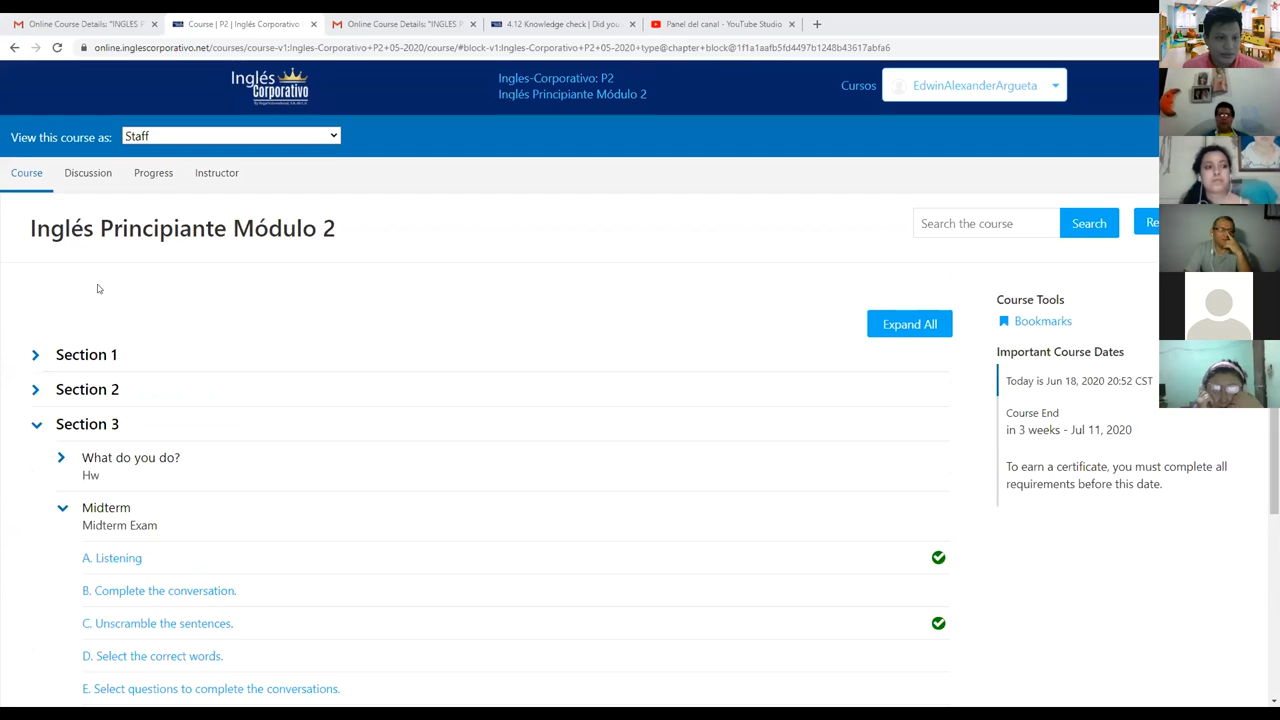 Online Course Details: "INGLES P
Course | P2 | Inglés Corporativo
Online Course Details: "INGLES P
4.12 Knowledge check | Did you
Panel del canal - YouTube Studio
online.inglescorporativo.net/courses/course-v1:Ingles-Corporativo+P2+05-2020/course/#block-v1:Ingles-Corporativo+P2+05-2020+type@chapter+block@1f1a1aafb5fd4497b1248b43617abfa6
Inglés
Corporativo
Ingles-Corporativo: P2
Inglés Principiante Módulo 2
Cursos
EdwinAlexanderArgueta
View this course as:
Staff
Course
Discussion
Progress
Instructor
Inglés Principiante Módulo 2
Search the course
Search
Re
Expand All
Course Tools
Bookmarks
Important Course Dates
Today is Jun 18, 2020 20:52 CST
Course End
in 3 weeks - Jul 11, 2020
To earn a certificate, you must complete all
requirements before this date.
Section 1
Section 2
Section 3
What do you do?
Hw
Midterm
Midterm Exam
A. Listening
B. Complete the conversation.
C. Unscramble the sentences.
D. Select the correct words.
E. Select questions to complete the conversations.